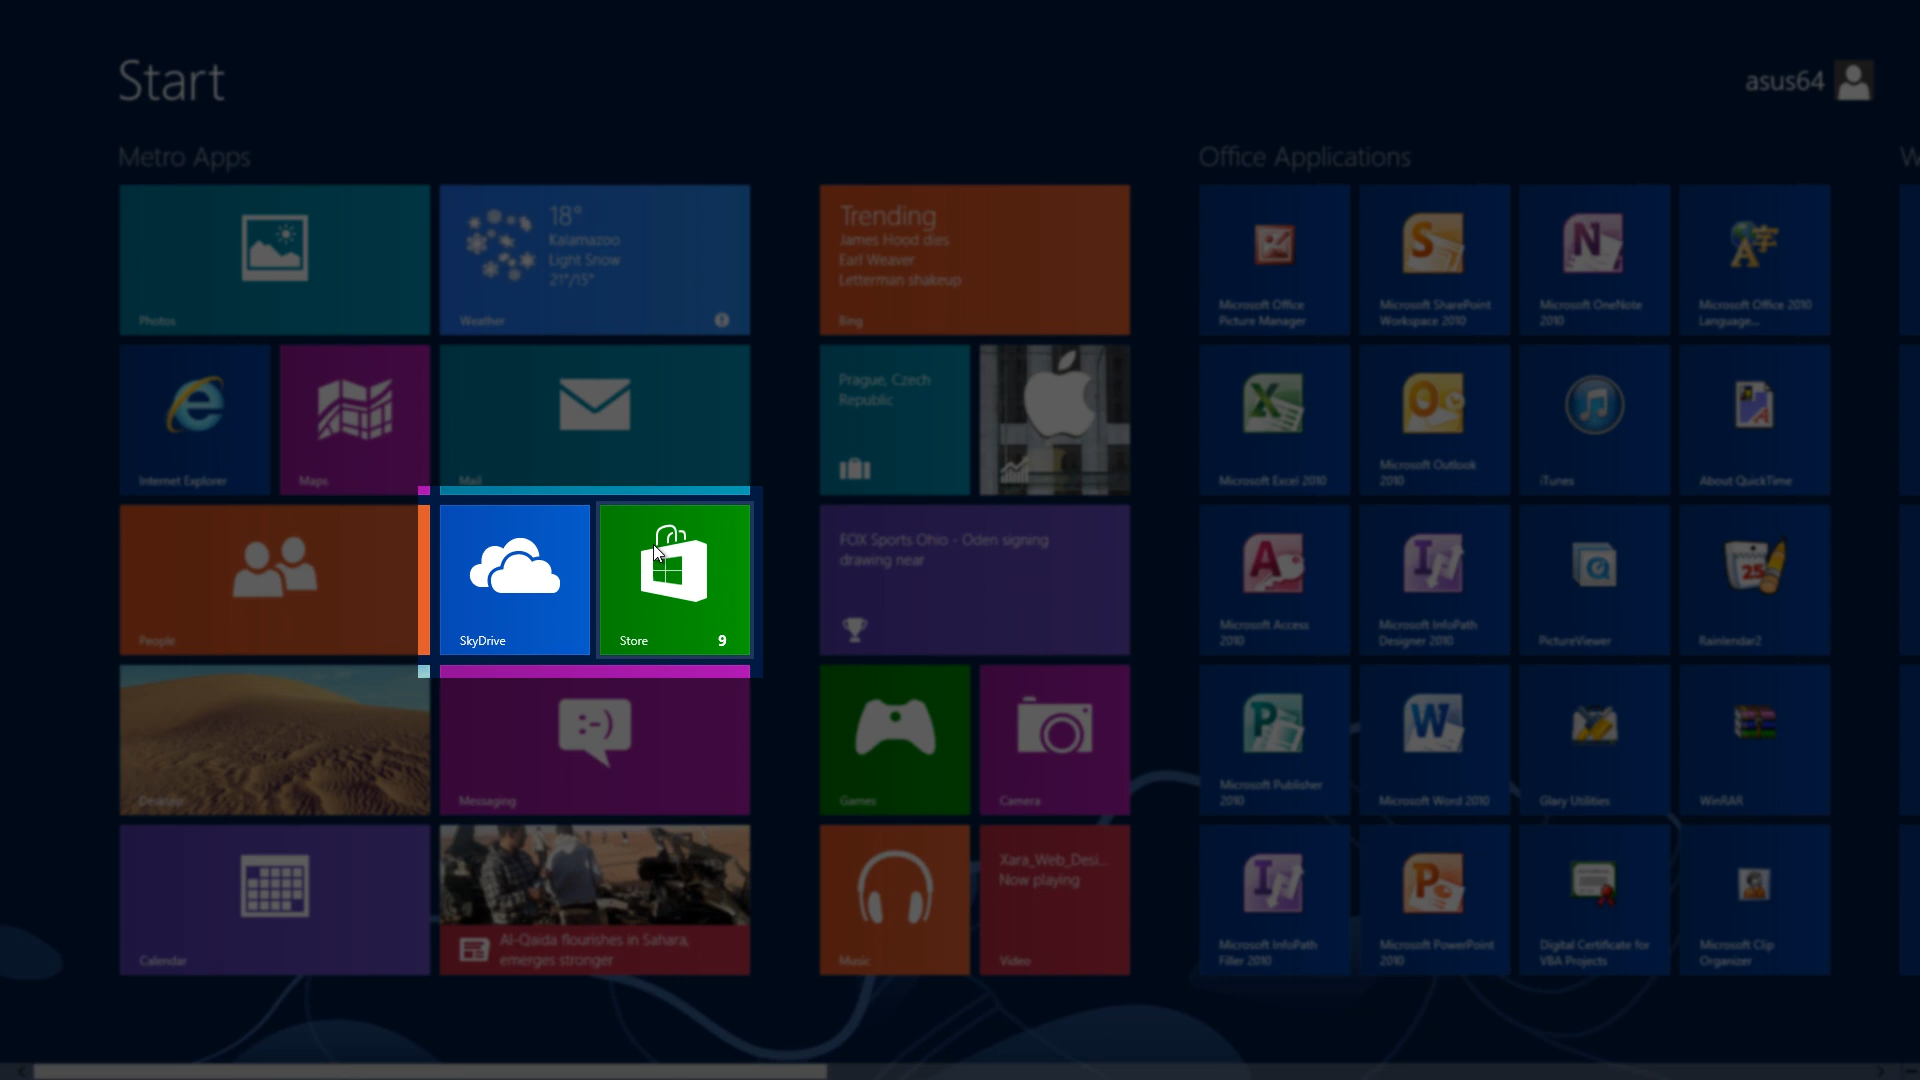 Start
asus64
Metro Apps
Office Applications
W
Photos
18°
Kalamazoo
Light Snow
21°/15°
Weather
Trending
James Hood dies
Earl Weaver
Letterman shakeup
Bing
Microsoft Office
Picture Manager
Microsoft SharePoint
Workspace 2010
Microsoft OneNote
2010
Microsoft Office 2010
Language...
Internet Explorer
Maps
Mail
Prague, Czech
Republic
Microsoft Excel 2010
Microsoft Outlook
2010
iTunes
About QuickTime
People
SkyDrive
Store
9
FOX Sports Ohio - Oden signing
drawing near
Microsoft Access
2010
Microsoft InfoPath
Designer 2010
PictureViewer
25
Rainlendar2
Desktop
:-)
Messaging
Games
Camera
Microsoft Publisher
2010
Microsoft Word 2010
Glary Utilities
WinRAR
Calendar
Al-Qaida flourishes in Sahara,
emerges stronger
Music
Xara_Web_Desi...
Now playing
Video
Microsoft InfoPath
Filler 2010
Microsoft PowerPoint
2010
Digital Certificate for
VBA Projects
Microsoft Clip
Organizer